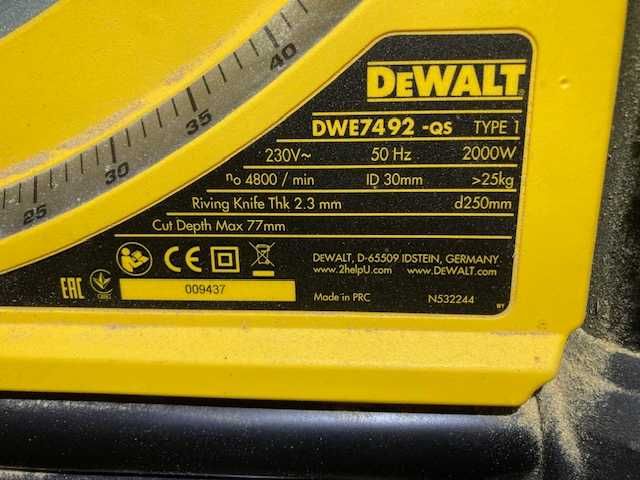 40
35
30
25
DEWALT
DWE7492 -QS TYPE 1
230V~ 50 Hz 2000W
no 4800 / min ID 30mm >25kg
Riving Knife Thk 2.3 mm d250mm
Cut Depth Max 77mm
DEWALT, D-65509 IDSTEIN, GERMANY
www.2helpU.com www.DEWALT.com
CE
EAC
009437
Made in PRC N532244